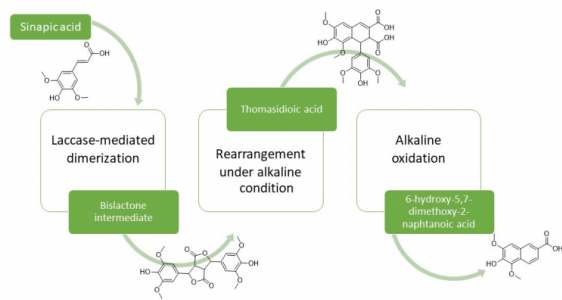 Sinapic acid
Laccase-mediated
dimerization
Bislactone
intermediate
Thomasidioic acid
Rearrangement
under alkaline
condition
Alkaline
oxidation
6-hydroxy-5,7-
dimethoxy-2-
naphtanoic acid